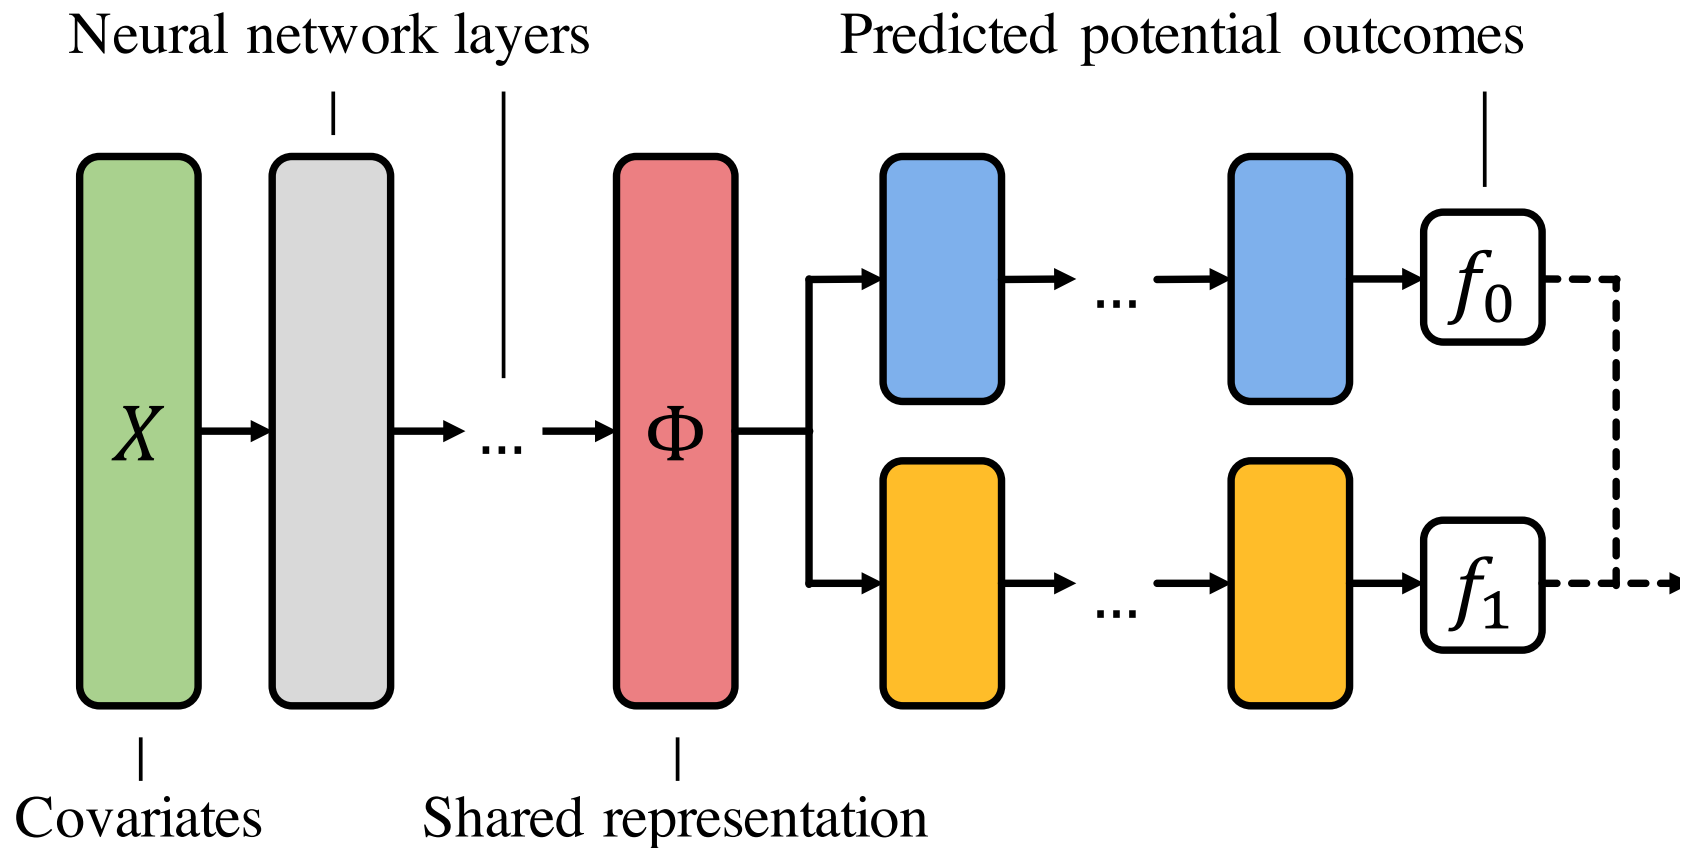 Neural network layers
Predicted potential outcomes
X
...
Φ
...
f0
...
f1
Covariates
Shared representation